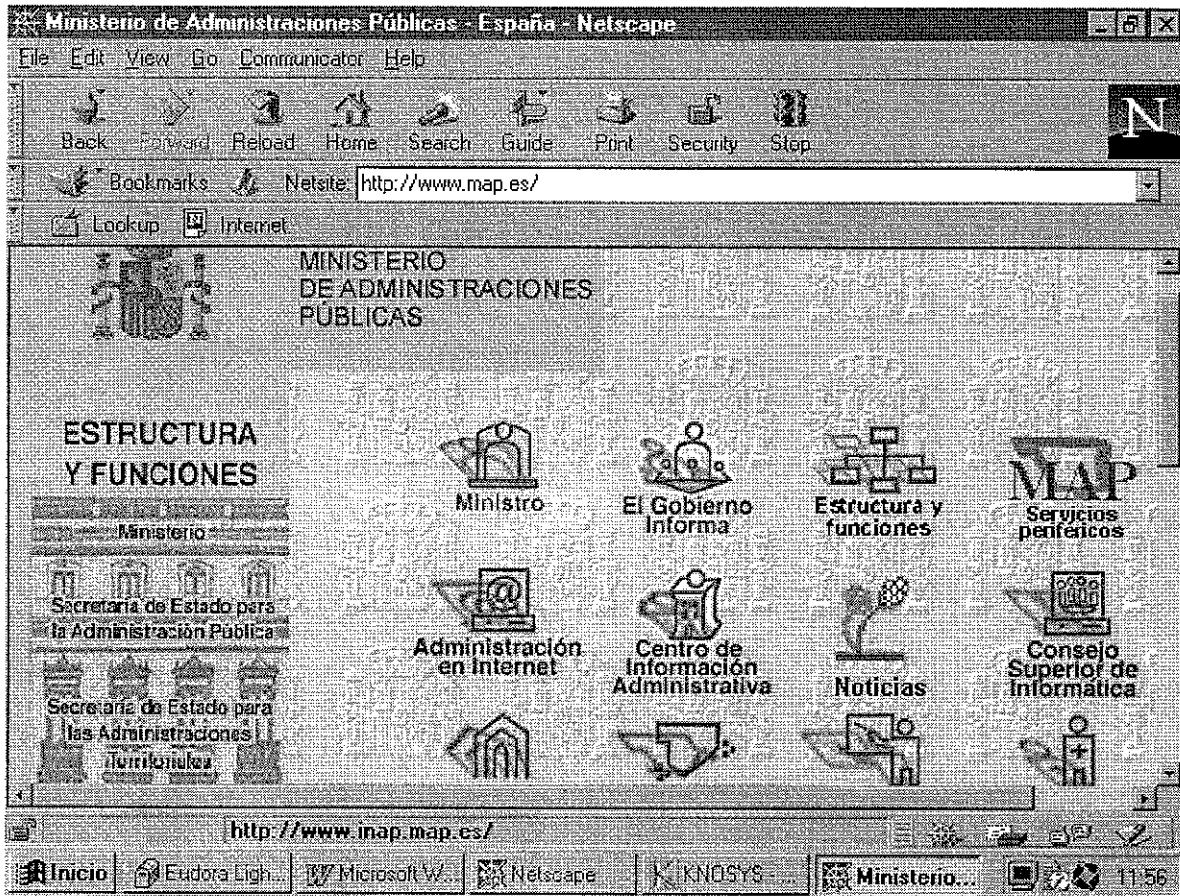 Ministerio de Administraciones Públicas - España - Netscape
File Edit View Go Communicator Help
Back Forward Reload Home Search Guide Print Security Stop
N
Bookmarks Netsite: http://www.map.es/
Lookup Internet
MINISTERIO
DE ADMINISTRACIONES
PÚBLICAS
ESTRUCTURA
Y FUNCIONES
Ministerio
Secretaría de Estado para
la Administración Pública
Secretaría de Estado para
las Administraciones
Territoriales
Ministro
El Gobierno
Informa
Estructura y
funciones
MAP
Servicios
periféricos
@
Administración
en Internet
Centro de
Información
Administrativa
Noticias
Consejo
Superior de
Informática
http://www.inap.map.es/
Inicio Eudora Ligh... Microsoft W... Netscape KNOSYS - ... Ministerio... 11:56